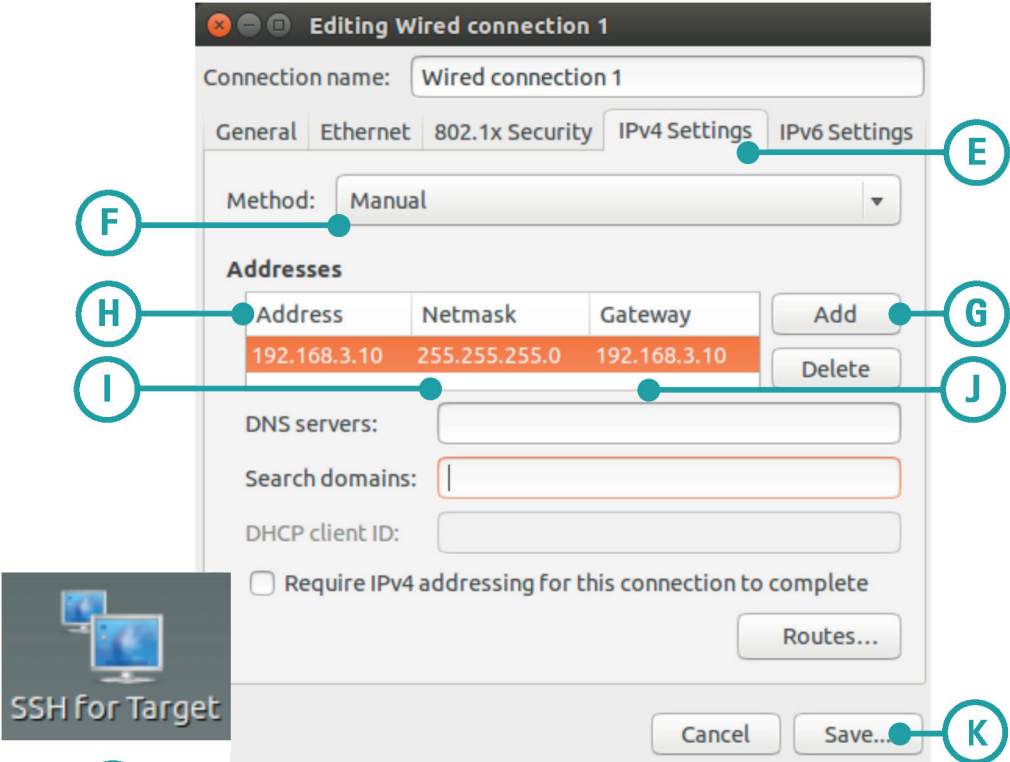 Editing Wired connection 1
Connection name: Wired connection 1
General Ethernet 802.1x Security IPv4 Settings IPv6 Settings
E
Method: Manual
F
Addresses
H
Address Netmask Gateway Add
G
192.168.3.10 255.255.255.0 192.168.3.10
Delete
I
J
DNS servers:
Search domains:
DHCP client ID:
Require IPv4 addressing for this connection to complete
Routes...
SSH for Target
Cancel Save...
K